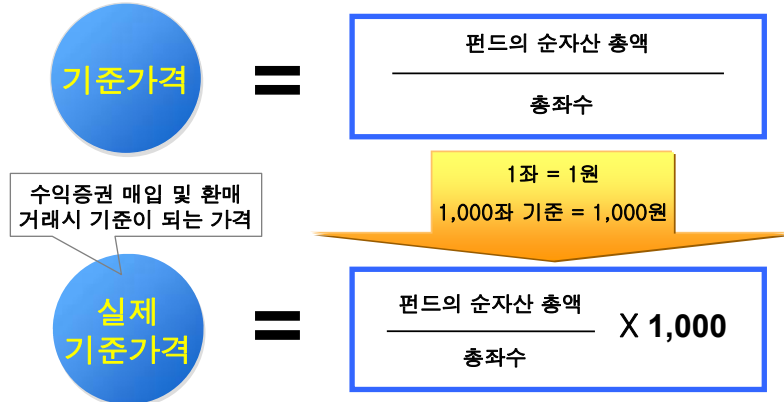 기준가격
=
펀드의 순자산 총액
총좌수
수익증권 매입 및 환매
거래시 기준이 되는 가격
1좌 = 1원
1,000좌 기준 = 1,000원
실제
기준가격
=
펀드의 순자산 총액
총좌수
X 1,000